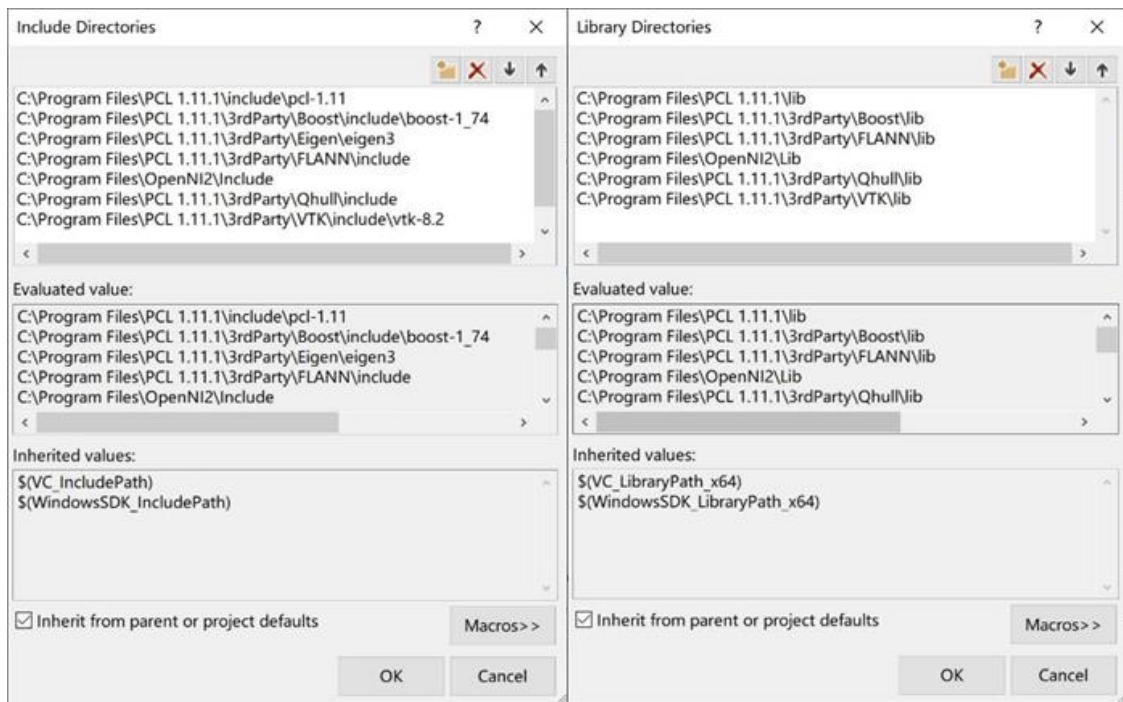 Include Directories
?
C:\Program Files\PCL 1.11.1\include\pcl-1.11
C:\Program Files\PCL 1.11.1\3rdParty\Boost\include\boost-1_74
C:\Program Files\PCL 1.11.1\3rdParty\Eigen\eigen3
C:\Program Files\PCL 1.11.1\3rdParty\FLANN\include
C:\Program Files\OpenNI2\Include
C:\Program Files\PCL 1.11.1\3rdParty\Qhull\include
C:\Program Files\PCL 1.11.1\3rdParty\VTK\include\vtk-8.2
Evaluated value:
C:\Program Files\PCL 1.11.1\include\pcl-1.11
C:\Program Files\PCL 1.11.1\3rdParty\Boost\include\boost-1_74
C:\Program Files\PCL 1.11.1\3rdParty\Eigen\eigen3
C:\Program Files\PCL 1.11.1\3rdParty\FLANN\include
C:\Program Files\OpenNI2\Include
Inherited values:
$(VC_IncludePath)
$(WindowsSDK_IncludePath)
Inherit from parent or project defaults
Macros>>
OK
Cancel
Library Directories
?
C:\Program Files\PCL 1.11.1\lib
C:\Program Files\PCL 1.11.1\3rdParty\Boost\lib
C:\Program Files\PCL 1.11.1\3rdParty\FLANN\lib
C:\Program Files\OpenNI2\Lib
C:\Program Files\PCL 1.11.1\3rdParty\Qhull\lib
C:\Program Files\PCL 1.11.1\3rdParty\VTK\lib
Evaluated value:
C:\Program Files\PCL 1.11.1\lib
C:\Program Files\PCL 1.11.1\3rdParty\Boost\lib
C:\Program Files\PCL 1.11.1\3rdParty\FLANN\lib
C:\Program Files\OpenNI2\Lib
C:\Program Files\PCL 1.11.1\3rdParty\Qhull\lib
Inherited values:
$(VC_LibraryPath_x64)
$(WindowsSDK_LibraryPath_x64)
Inherit from parent or project defaults
Macros>>
OK
Cancel